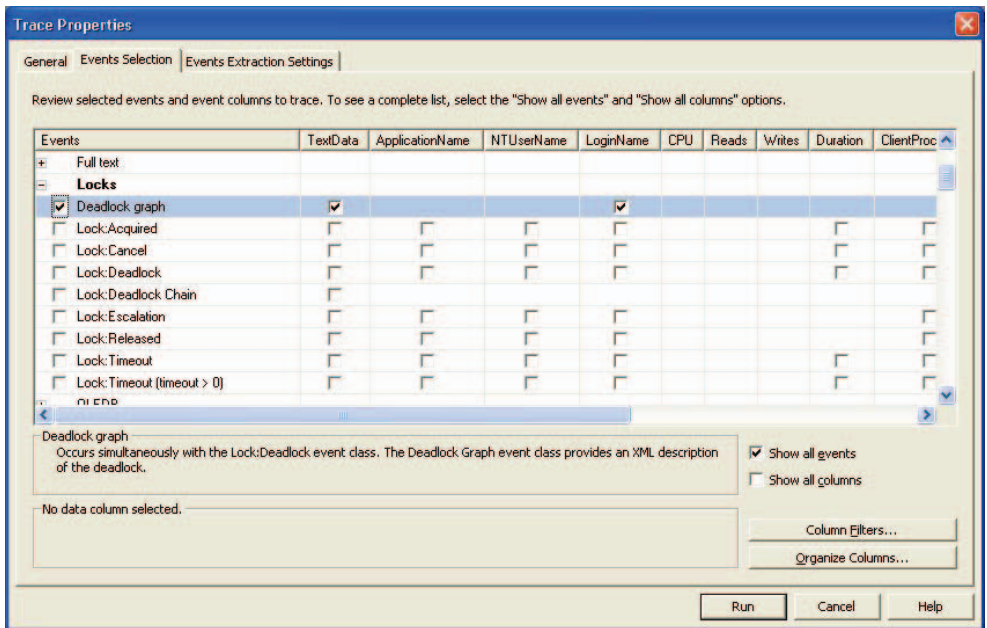 Trace Properties
General Events Selection Events Extraction Settings
Review selected events and event columns to trace. To see a complete list, select the "Show all events" and "Show all columns" options.
Events TextData ApplicationName NTUserName LoginName CPU Reads Writes Duration ClientProc
Full text
Locks
Deadlock graph
Lock:Acquired
Lock:Cancel
Lock:Deadlock
Lock:Deadlock Chain
Lock:Escalation
Lock:Released
Lock:Timeout
Lock:Timeout (timeout > 0)
OLEDB
Deadlock graph
Occurs simultaneously with the Lock:Deadlock event class. The Deadlock Graph event class provides an XML description
of the deadlock.
Show all events
Show all columns
No data column selected.
Column Filters...
Organize Columns...
Run Cancel Help